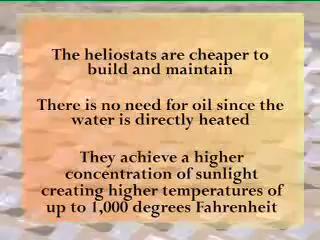 The heliostats are cheaper to
build and maintain
There is no need for oil since the
water is directly heated
They achieve a higher
concentration of sunlight
creating higher temperatures of
up to 1,000 degrees Fahrenheit